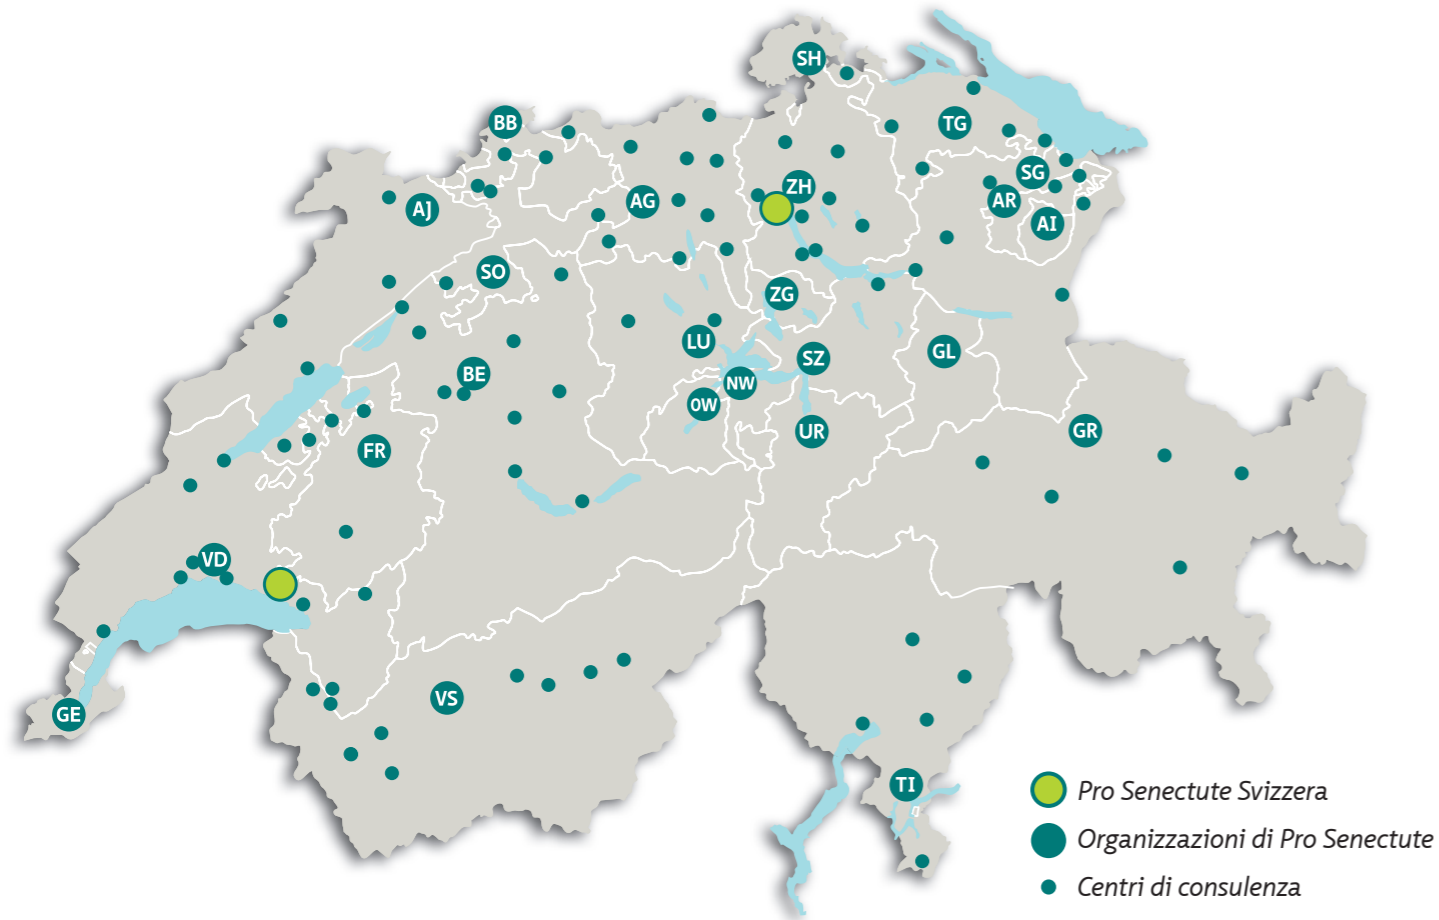 SH
BB
TG
SG
ZH
AG
AR
AJ
AI
SO
ZG
LU
SZ
GL
BE
NW
OW
UR
GR
FR
VD
VS
GE
TI
Pro Senectute Svizzera
Organizzazioni di Pro Senectute
Centri di consulenza